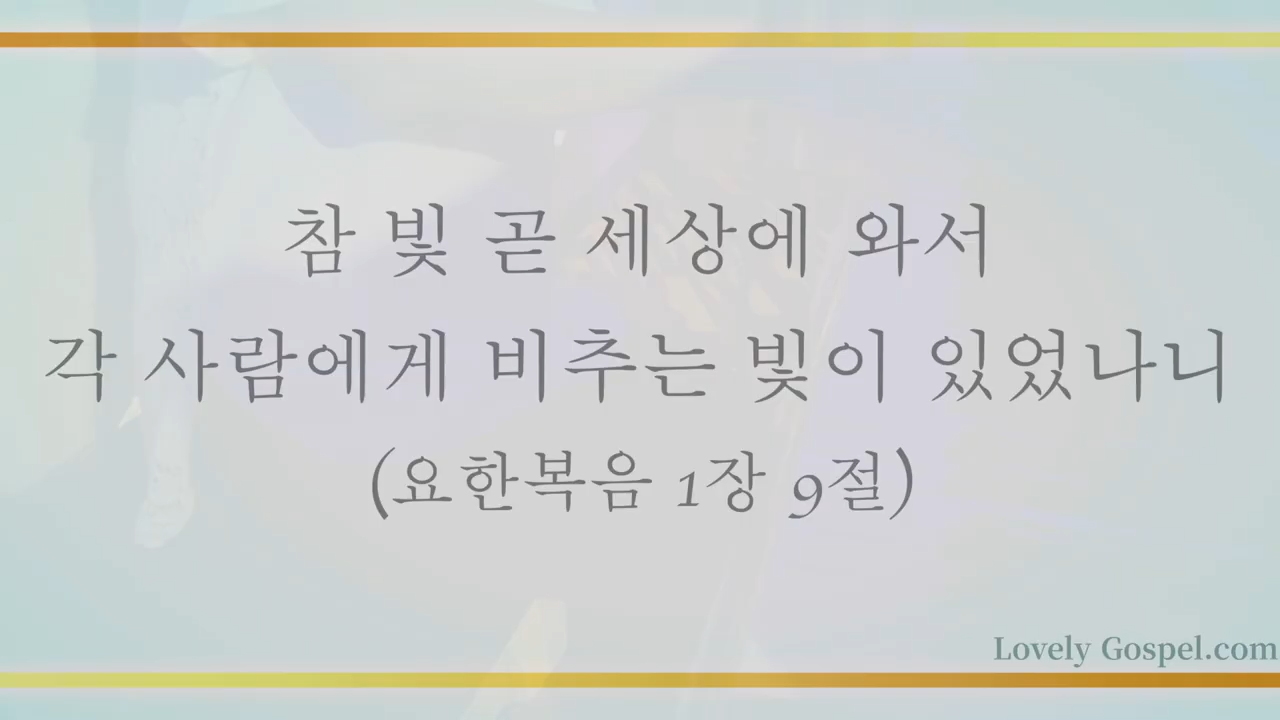 참 빛 곧 세상에 와서
각 사람에게 비추는 빛이 있었나니
(요한복음 1장 9절)
Lovely Gospel.com